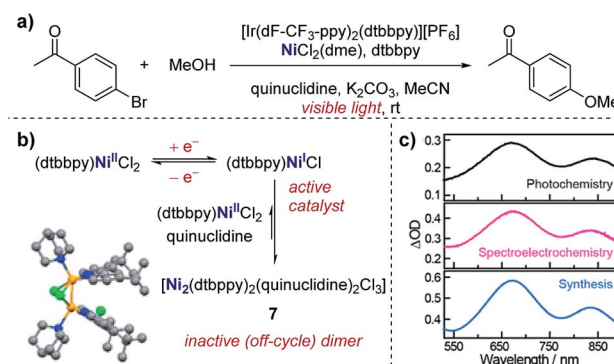 a)
[Ir(dF-CF₃-ppy)₂(dtbbpy)][PF₆]
NiCl₂(dme), dtbbpy
O
Br
+ MeOH
quinuclidine, K₂CO₃, MeCN
visible light, rt
O
OMe
b)
(dtbbpy)NiᴵᴵCl₂
+ e⁻
− e⁻
(dtbbpy)NiᴵCl
active
catalyst
(dtbbpy)NiᴵᴵCl₂
quinuclidine
[Ni₂(dtbppy)₂(quinuclidine)₂Cl₃]
7
inactive (off-cycle) dimer
c)
0.3
0.2
0.1
Photochemistry
0.4
0.3
Spectroelectrochemistry
0.6
0.5
0.4
Synthesis
ΔOD
550 650 750 850
Wavelength / nm